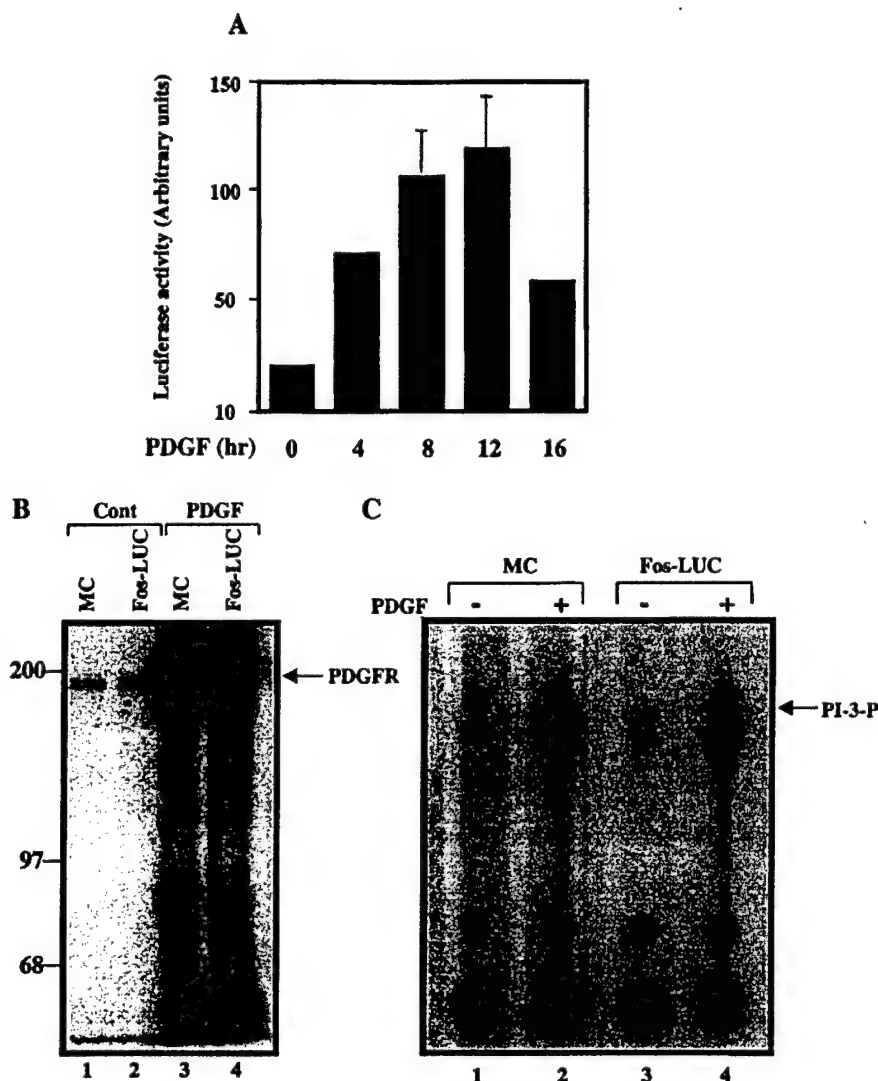 A
Luciferase activity (Arbitrary units)
150
100
50
10
PDGF (hr) 0 4 8 12 16
B
Cont PDGF
MC Fos-LUC MC Fos-LUC
200
PDGFR
97
68
1 2 3 4
C
MC Fos-LUC
PDGF - + - +
PI-3-P
1 2 3 4